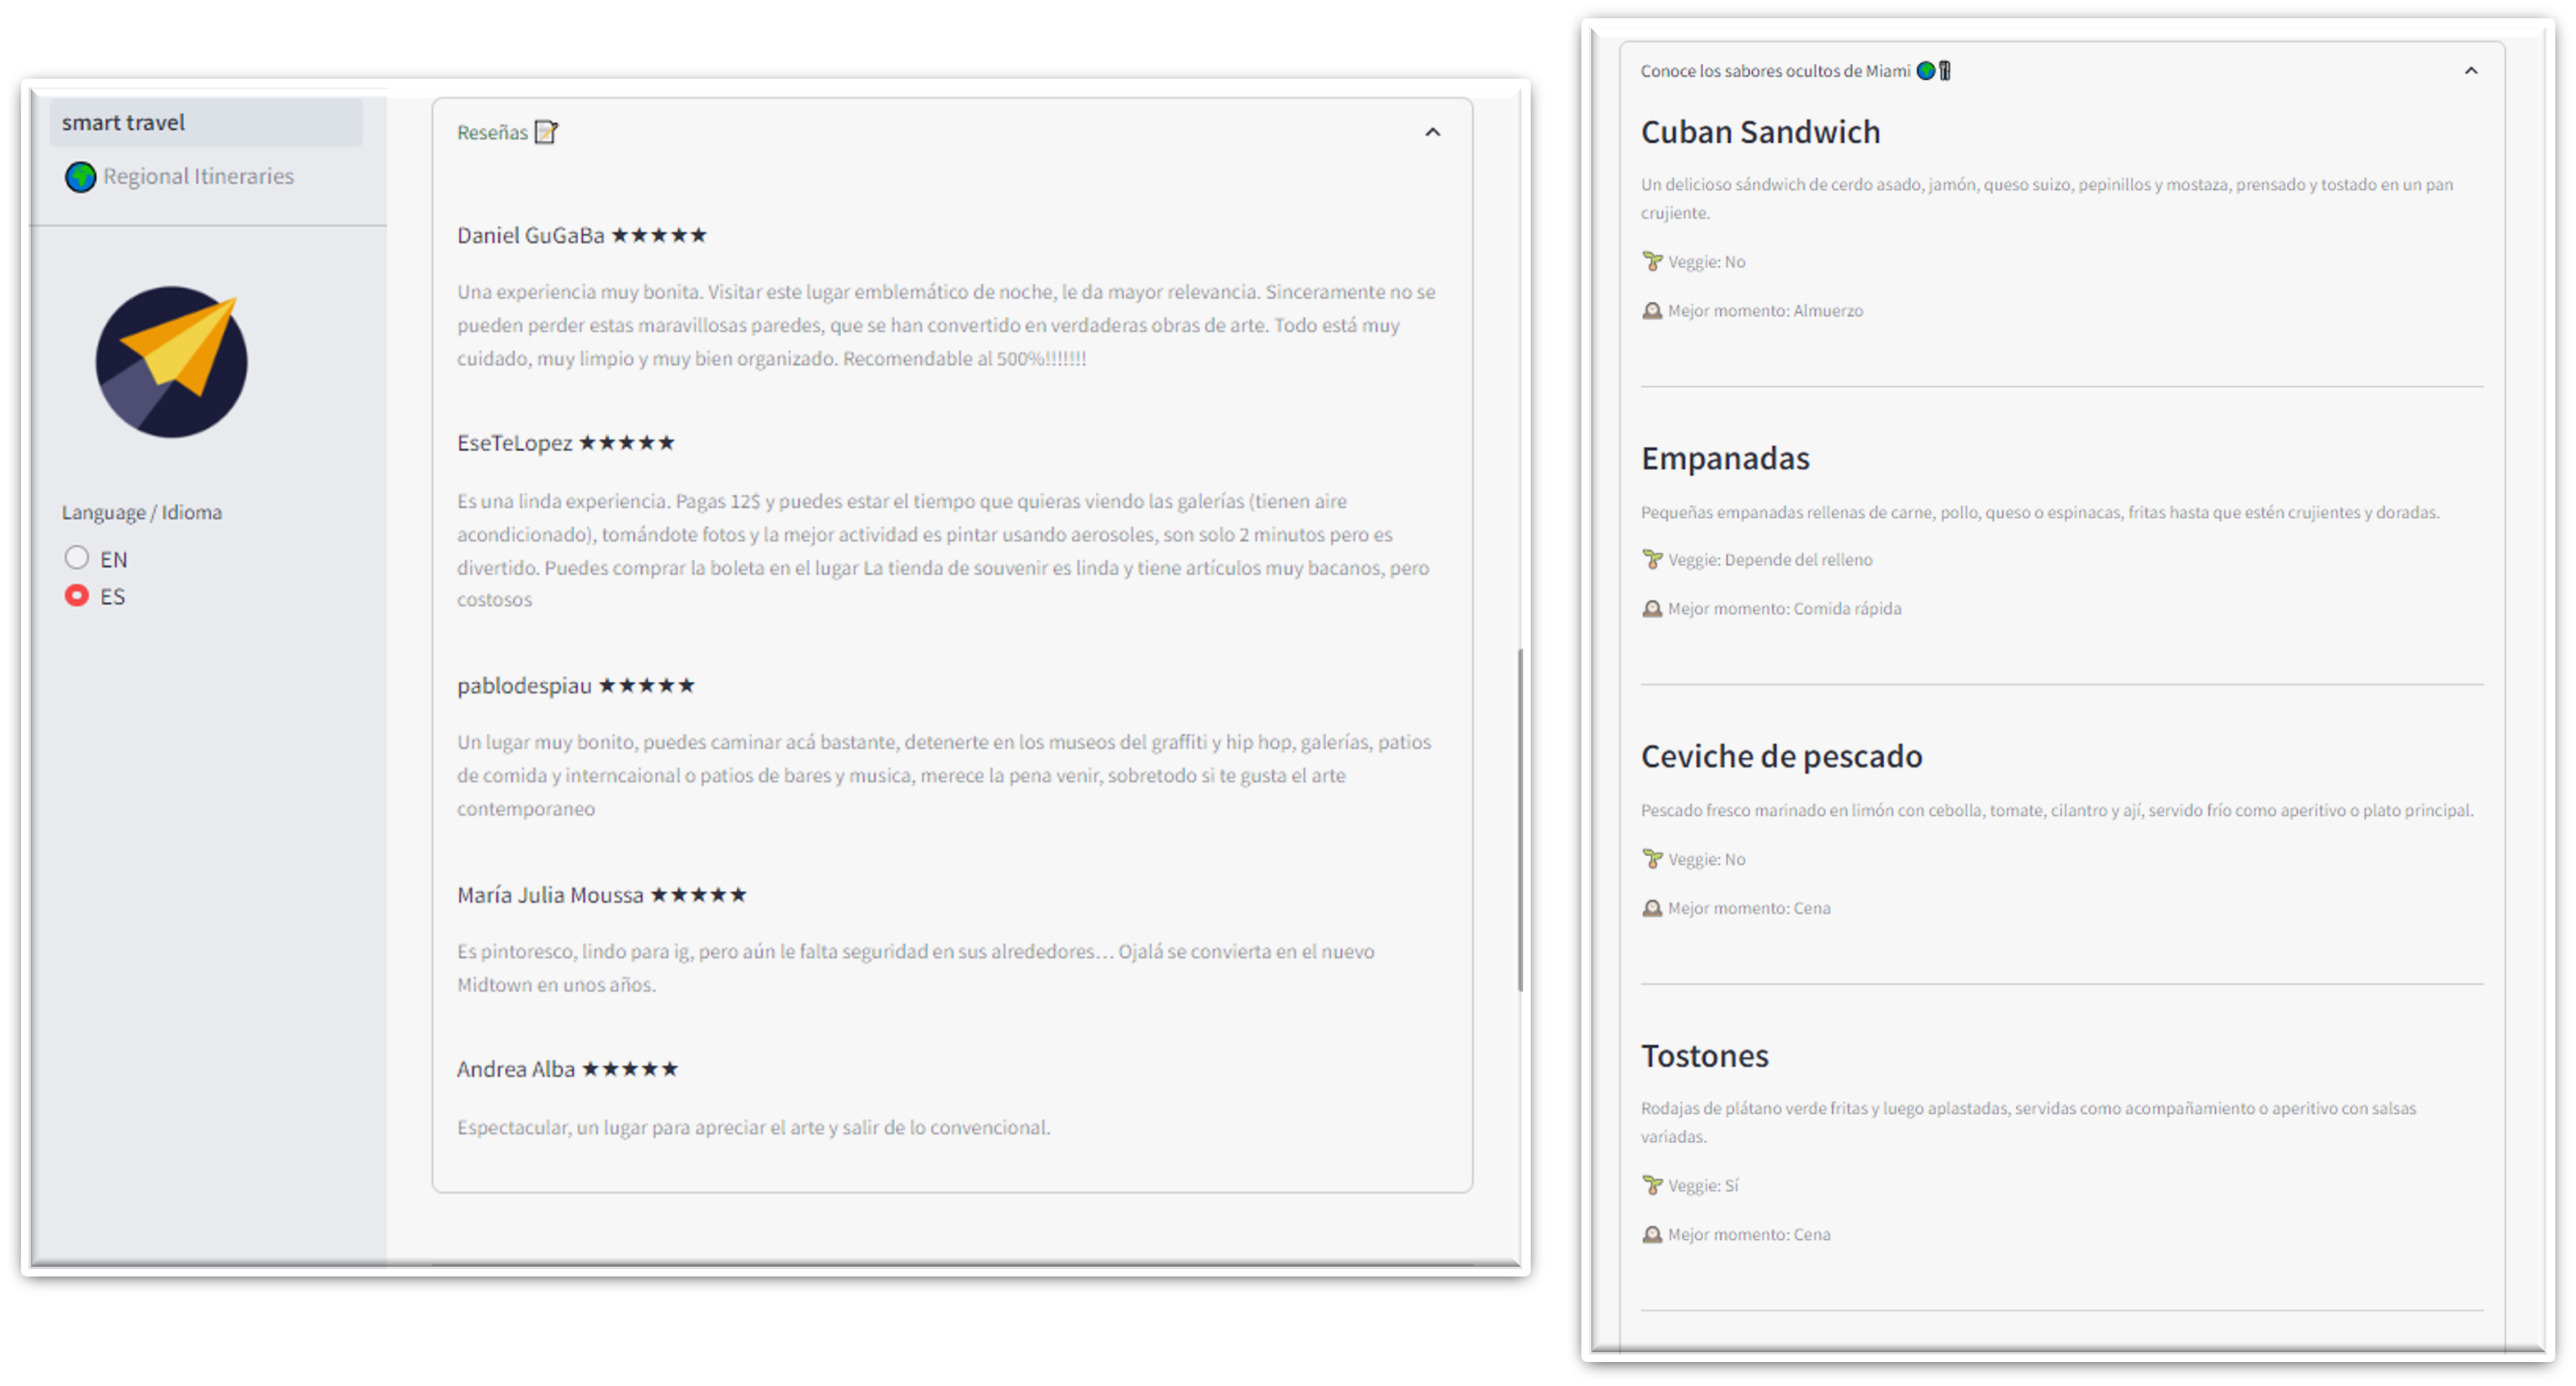 smart travel
Regional Itineraries
Language / Idioma
EN
ES
Reseñas
Daniel GuGaBa ★★★★★
Una experiencia muy bonita. Visitar este lugar emblemático de noche, le da mayor relevancia. Sinceramente no se
pueden perder estas maravillosas paredes, que se han convertido en verdaderas obras de arte. Todo está muy
cuidado, muy limpio y muy bien organizado. Recomendable al 500%!!!!!!!
EseTeLopez ★★★★★
Es una linda experiencia. Pagas 12$ y puedes estar el tiempo que quieras viendo las galerías (tienen aire
acondicionado), tomándote fotos y la mejor actividad es pintar usando aerosoles, son solo 2 minutos pero es
divertido. Puedes comprar la boleta en el lugar La tienda de souvenir es linda y tiene artículos muy bacanos, pero
costosos
pablodespiau ★★★★★
Un lugar muy bonito, puedes caminar acá bastante, detenerte en los museos del graffiti y hip hop, galerías, patios
de comida y interncaional o patios de bares y musica, merece la pena venir, sobretodo si te gusta el arte
contemporaneo
María Julia Moussa ★★★★★
Es pintoresco, lindo para ig, pero aún le falta seguridad en sus alrededores… Ojalá se convierta en el nuevo
Midtown en unos años.
Andrea Alba ★★★★★
Espectacular, un lugar para apreciar el arte y salir de lo convencional.
Conoce los sabores ocultos de Miami
Cuban Sandwich
Un delicioso sándwich de cerdo asado, jamón, queso suizo, pepinillos y mostaza, prensado y tostado en un pan
crujiente.
Veggie: No
Mejor momento: Almuerzo
Empanadas
Pequeñas empanadas rellenas de carne, pollo, queso o espinacas, fritas hasta que estén crujientes y doradas.
Veggie: Depende del relleno
Mejor momento: Comida rápida
Ceviche de pescado
Pescado fresco marinado en limón con cebolla, tomate, cilantro y ají, servido frío como aperitivo o plato principal.
Veggie: No
Mejor momento: Cena
Tostones
Rodajas de plátano verde fritas y luego aplastadas, servidas como acompañamiento o aperitivo con salsas
variadas.
Veggie: Sí
Mejor momento: Cena